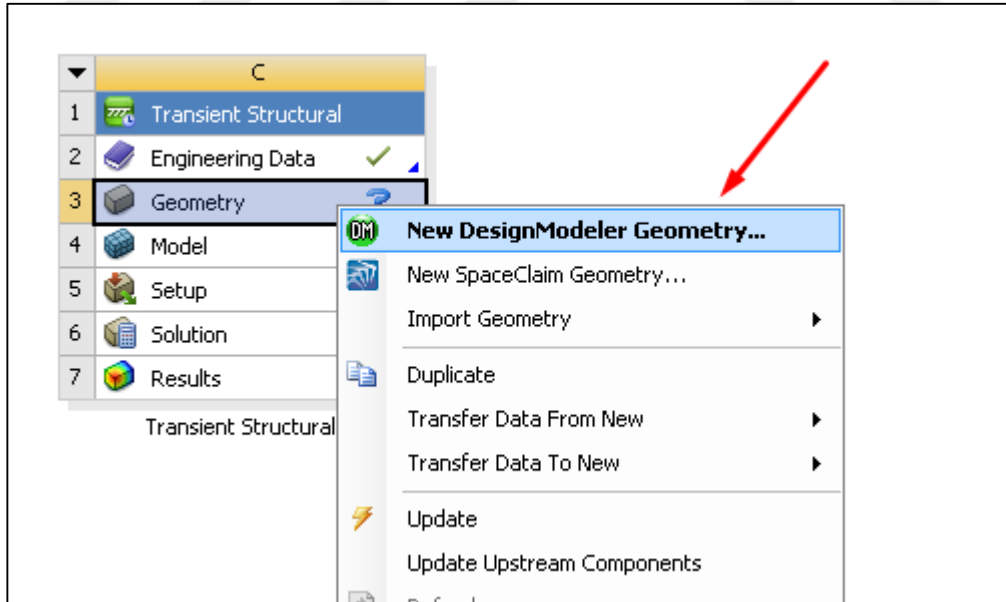 C
1 Transient Structural
2 Engineering Data
3 Geometry
4 Model
5 Setup
6 Solution
7 Results
Transient Structural
DM New DesignModeler Geometry...
New SpaceClaim Geometry...
Import Geometry
Duplicate
Transfer Data From New
Transfer Data To New
Update
Update Upstream Components